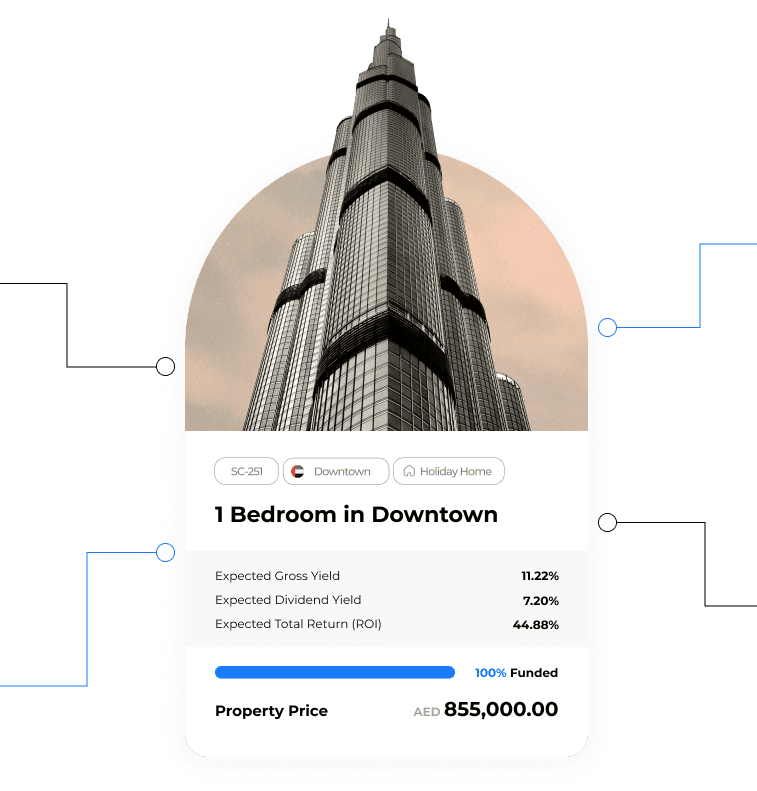 SC-251 Downtown Holiday Home
1 Bedroom in Downtown
Expected Gross Yield 11.22%
Expected Dividend Yield 7.20%
Expected Total Return (ROI) 44.88%
100% Funded
Property Price AED 855,000.00